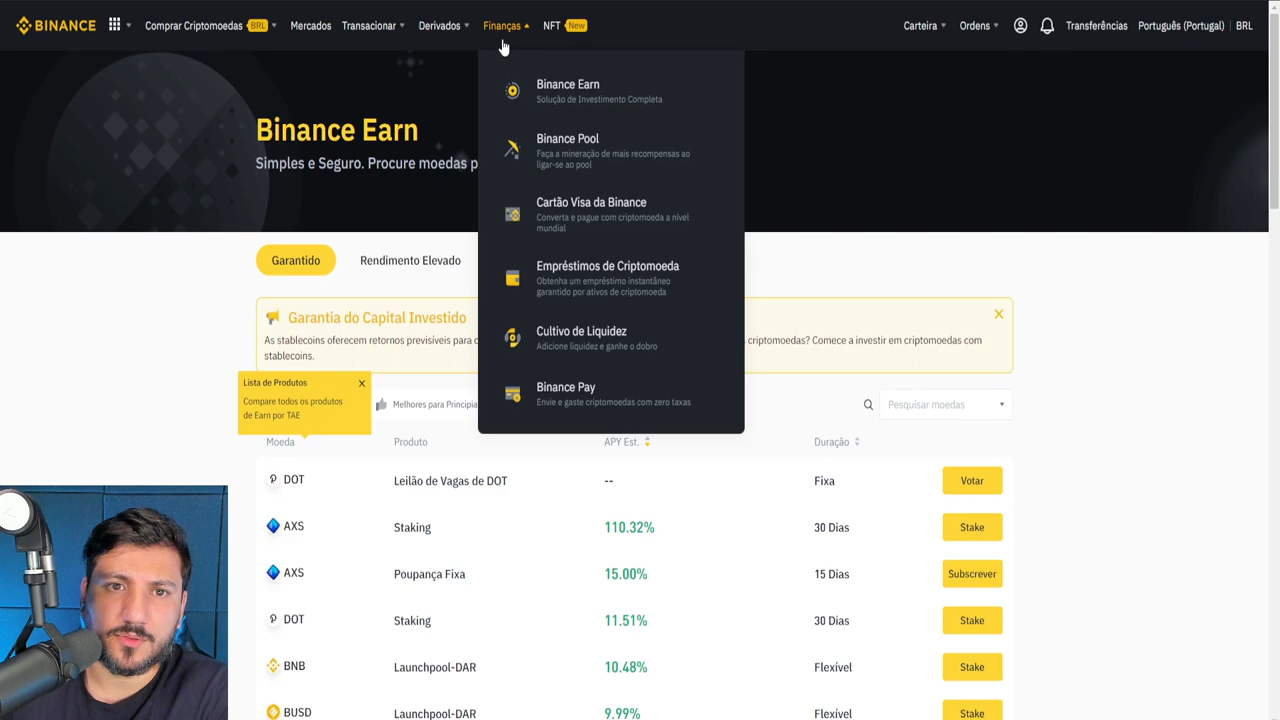 BINANCE
Comprar Criptomoedas BRL
Mercados
Transacionar
Derivados
Finanças
NFT New
Carteira
Ordens
Transferências
Português (Portugal)
BRL
Binance Earn
Simples e Seguro. Procure moedas p
Binance Earn
Solução de Investimento Completa
Binance Pool
Faça a mineração de mais recompensas ao
ligar-se ao pool
Cartão Visa da Binance
Converta e pague com criptomoeda a nível
mundial
Empréstimos de Criptomoeda
Obtenha um empréstimo instantâneo
garantido por ativos de criptomoeda
Cultivo de Liquidez
Adicione liquidez e ganhe o dobro
Binance Pay
Envie e gaste criptomoedas com zero taxas
Garantido
Rendimento Elevado
Garantia do Capital Investido
As stablecoins oferecem retornos previsíveis para c
criptomoedas? Comece a investir em criptomoedas com
stablecoins.
Lista de Produtos
Compare todos os produtos
de Earn por TAE
Melhores para Principia
Pesquisar moedas
Moeda Produto APY Est. Duração
DOT Leilão de Vagas de DOT -- Fixa Votar
AXS Staking 110.32% 30 Dias Stake
AXS Poupança Fixa 15.00% 15 Dias Subscrever
DOT Staking 11.51% 30 Dias Stake
BNB Launchpool-DAR 10.48% Flexível Stake
BUSD Launchpool-DAR 9.99% Flexível Stake